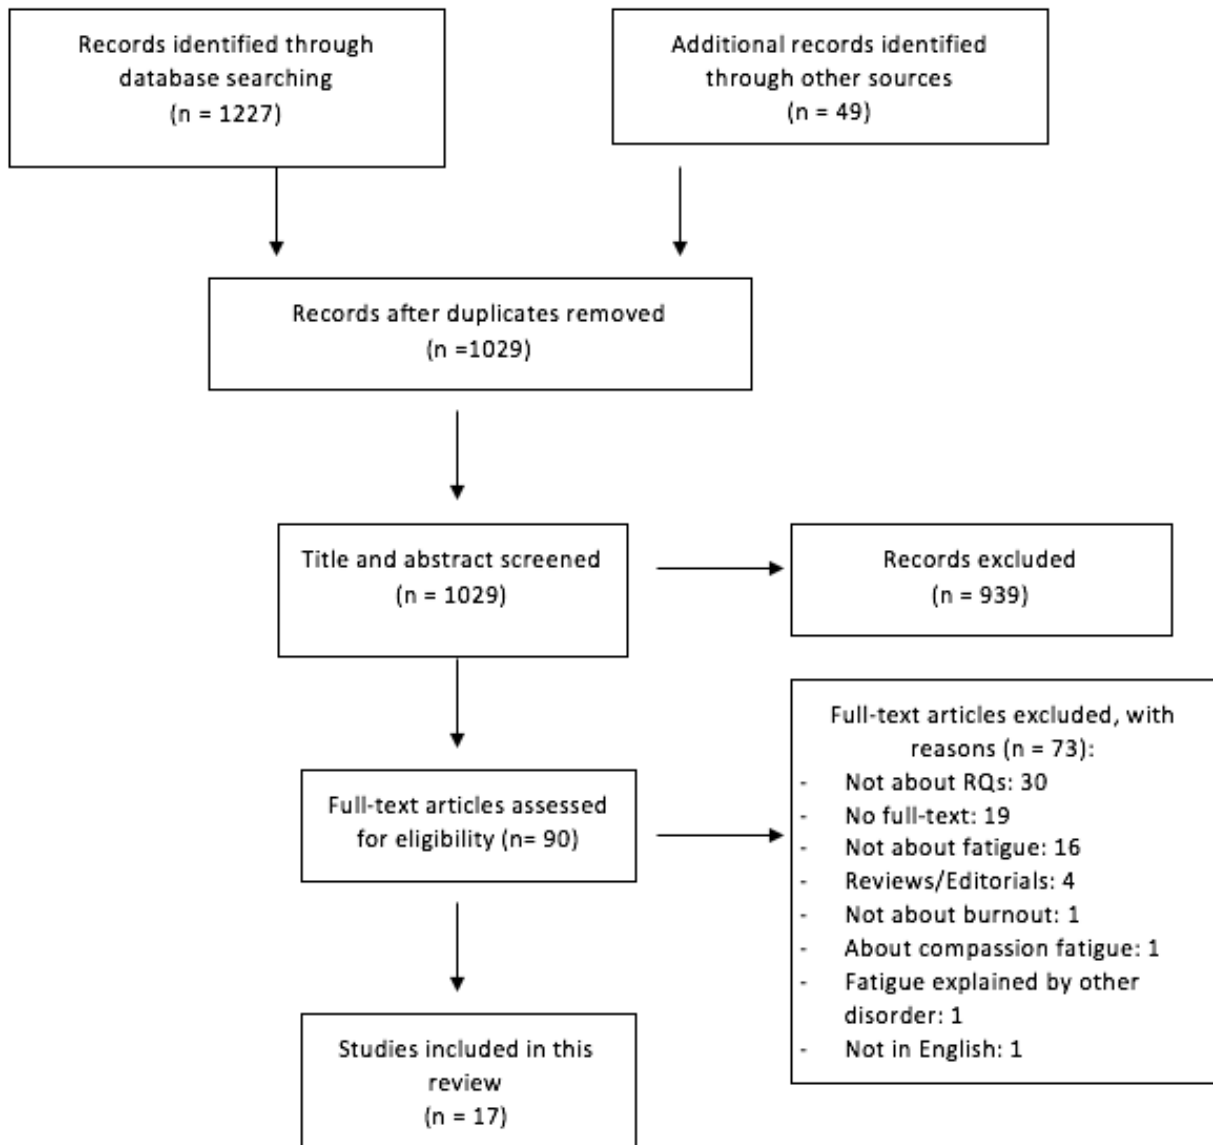 Records identified through
database searching
(n = 1227)
Additional records identified
through other sources
(n = 49)
Records after duplicates removed
(n =1029)
Title and abstract screened
(n = 1029)
Records excluded
(n = 939)
Full-text articles assessed
for eligibility (n= 90)
Full-text articles excluded, with
reasons (n = 73):
- Not about RQs: 30
- No full-text: 19
- Not about fatigue: 16
- Reviews/Editorials: 4
- Not about burnout: 1
- About compassion fatigue: 1
- Fatigue explained by other
disorder: 1
- Not in English: 1
Studies included in this
review
(n = 17)